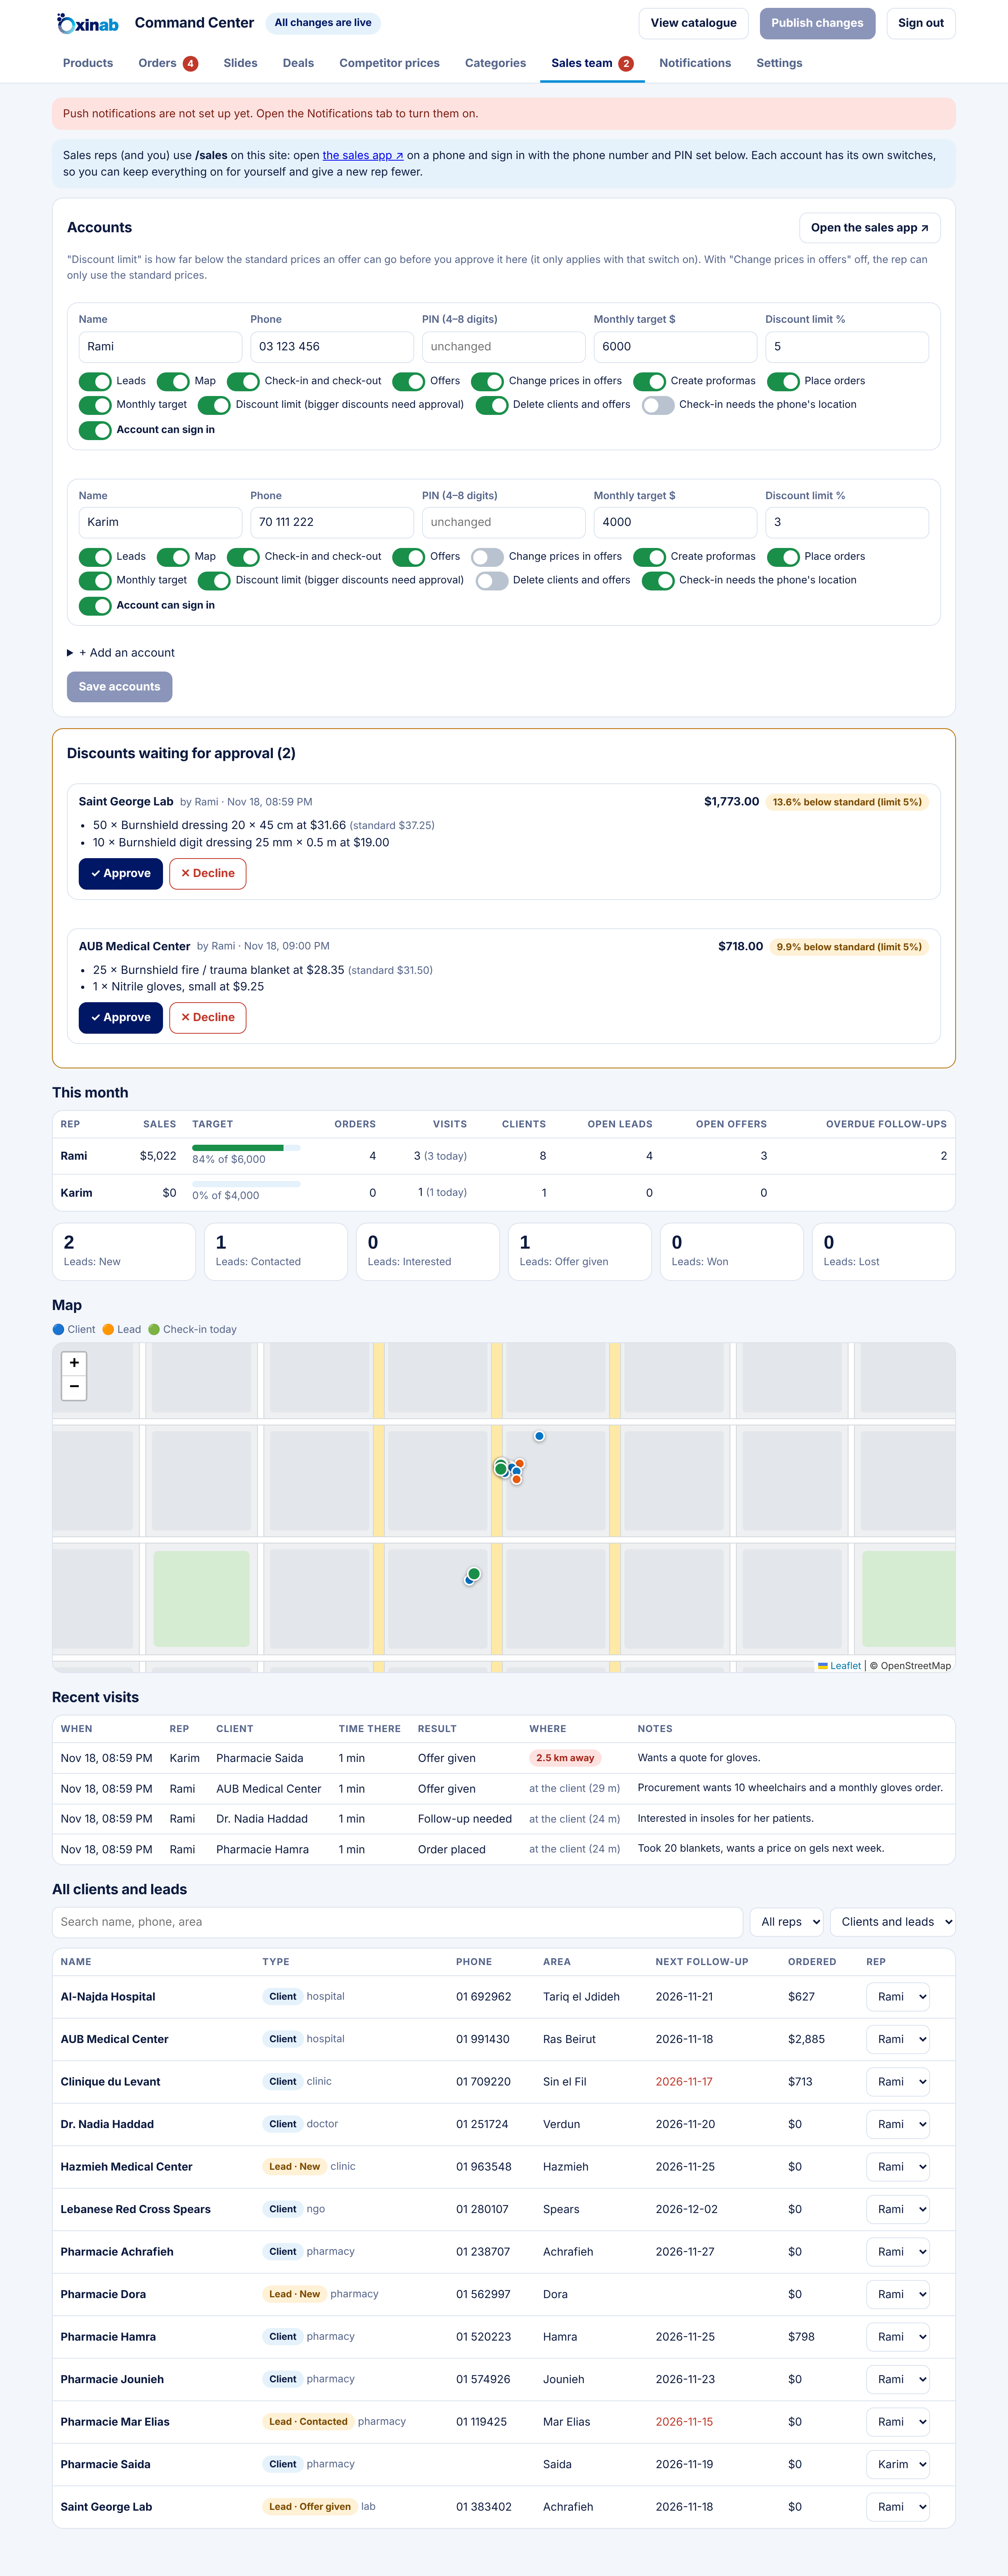 Oxinab
Command Center
All changes are live
View catalogue
Publish changes
Sign out
Products
Orders 4
Slides
Deals
Competitor prices
Categories
Sales team 2
Notifications
Settings
Push notifications are not set up yet. Open the Notifications tab to turn them on.
Sales reps (and you) use /sales on this site: open the sales app ↗ on a phone and sign in with the phone number and PIN set below. Each account has its own switches,
so you can keep everything on for yourself and give a new rep fewer.
Accounts
Open the sales app ↗
"Discount limit" is how far below the standard prices an offer can go before you approve it here (it only applies with that switch on). With "Change prices in offers" off, the rep can
only use the standard prices.
Name Phone PIN (4–8 digits) Monthly target $ Discount limit %
Rami 03 123 456 unchanged 6000 5
Leads Map Check-in and check-out Offers Change prices in offers Create proformas Place orders
Monthly target Discount limit (bigger discounts need approval) Delete clients and offers Check-in needs the phone's location
Account can sign in
Name Phone PIN (4–8 digits) Monthly target $ Discount limit %
Karim 70 111 222 unchanged 4000 3
Leads Map Check-in and check-out Offers Change prices in offers Create proformas Place orders
Monthly target Discount limit (bigger discounts need approval) Delete clients and offers Check-in needs the phone's location
Account can sign in
▶ + Add an account
Save accounts
Discounts waiting for approval (2)
Saint George Lab by Rami · Nov 18, 08:59 PM $1,773.00 13.6% below standard (limit 5%)
• 50 × Burnshield dressing 20 × 45 cm at $31.66 (standard $37.25)
• 10 × Burnshield digit dressing 25 mm × 0.5 m at $19.00
✓ Approve ✕ Decline
AUB Medical Center by Rami · Nov 18, 09:00 PM $718.00 9.9% below standard (limit 5%)
• 25 × Burnshield fire / trauma blanket at $28.35 (standard $31.50)
• 1 × Nitrile gloves, small at $9.25
✓ Approve ✕ Decline
This month
REP SALES TARGET ORDERS VISITS CLIENTS OPEN LEADS OPEN OFFERS OVERDUE FOLLOW-UPS
Rami $5,022 84% of $6,000 4 3 (3 today) 8 4 3 2
Karim $0 0% of $4,000 0 1 (1 today) 1 0 0
2 1 0 1 0 0
Leads: New Leads: Contacted Leads: Interested Leads: Offer given Leads: Won Leads: Lost
Map
Client Lead Check-in today
+
−
Leaflet | © OpenStreetMap
Recent visits
WHEN REP CLIENT TIME THERE RESULT WHERE NOTES
Nov 18, 08:59 PM Karim Pharmacie Saida 1 min Offer given 2.5 km away Wants a quote for gloves.
Nov 18, 08:59 PM Rami AUB Medical Center 1 min Offer given at the client (29 m) Procurement wants 10 wheelchairs and a monthly gloves order.
Nov 18, 08:59 PM Rami Dr. Nadia Haddad 1 min Follow-up needed at the client (24 m) Interested in insoles for her patients.
Nov 18, 08:59 PM Rami Pharmacie Hamra 1 min Order placed at the client (24 m) Took 20 blankets, wants a price on gels next week.
All clients and leads
Search name, phone, area All reps Clients and leads
NAME TYPE PHONE AREA NEXT FOLLOW-UP ORDERED REP
Al-Najda Hospital Client hospital 01 692962 Tariq el Jdideh 2026-11-21 $627 Rami
AUB Medical Center Client hospital 01 991430 Ras Beirut 2026-11-18 $2,885 Rami
Clinique du Levant Client clinic 01 709220 Sin el Fil 2026-11-17 $713 Rami
Dr. Nadia Haddad Client doctor 01 251724 Verdun 2026-11-20 $0 Rami
Hazmieh Medical Center Lead · New clinic 01 963548 Hazmieh 2026-11-25 $0 Rami
Lebanese Red Cross Spears Client ngo 01 280107 Spears 2026-12-02 $0 Rami
Pharmacie Achrafieh Client pharmacy 01 238707 Achrafieh 2026-11-27 $0 Rami
Pharmacie Dora Lead · New pharmacy 01 562997 Dora $0 Rami
Pharmacie Hamra Client pharmacy 01 520223 Hamra 2026-11-25 $798 Rami
Pharmacie Jounieh Client pharmacy 01 574926 Jounieh 2026-11-23 $0 Rami
Pharmacie Mar Elias Lead · Contacted pharmacy 01 119425 Mar Elias 2026-11-15 $0 Rami
Pharmacie Saida Client pharmacy Saida 2026-11-19 $0 Karim
Saint George Lab Lead · Offer given lab 01 383402 Achrafieh 2026-11-18 $0 Rami